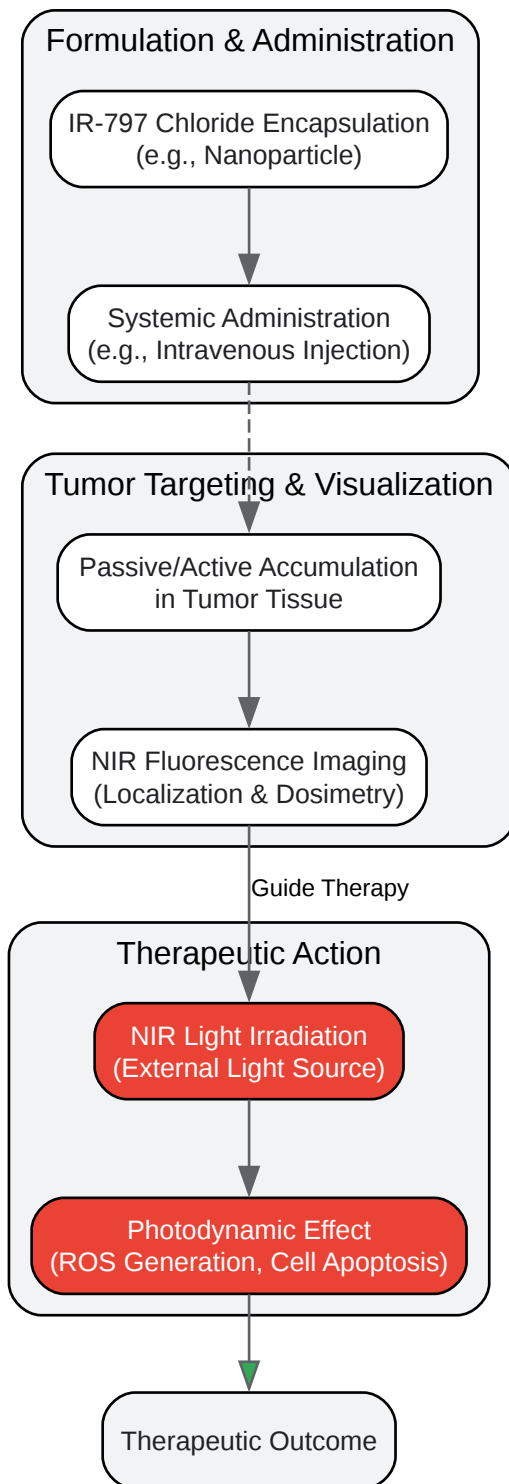 Formulation & Administration
IR-797 Chloride Encapsulation
(e.g., Nanoparticle)
Systemic Administration
(e.g., Intravenous Injection)
Tumor Targeting & Visualization
Passive/Active Accumulation
in Tumor Tissue
NIR Fluorescence Imaging
(Localization & Dosimetry)
Guide Therapy
Therapeutic Action
NIR Light Irradiation
(External Light Source)
Photodynamic Effect
(ROS Generation, Cell Apoptosis)
Therapeutic Outcome